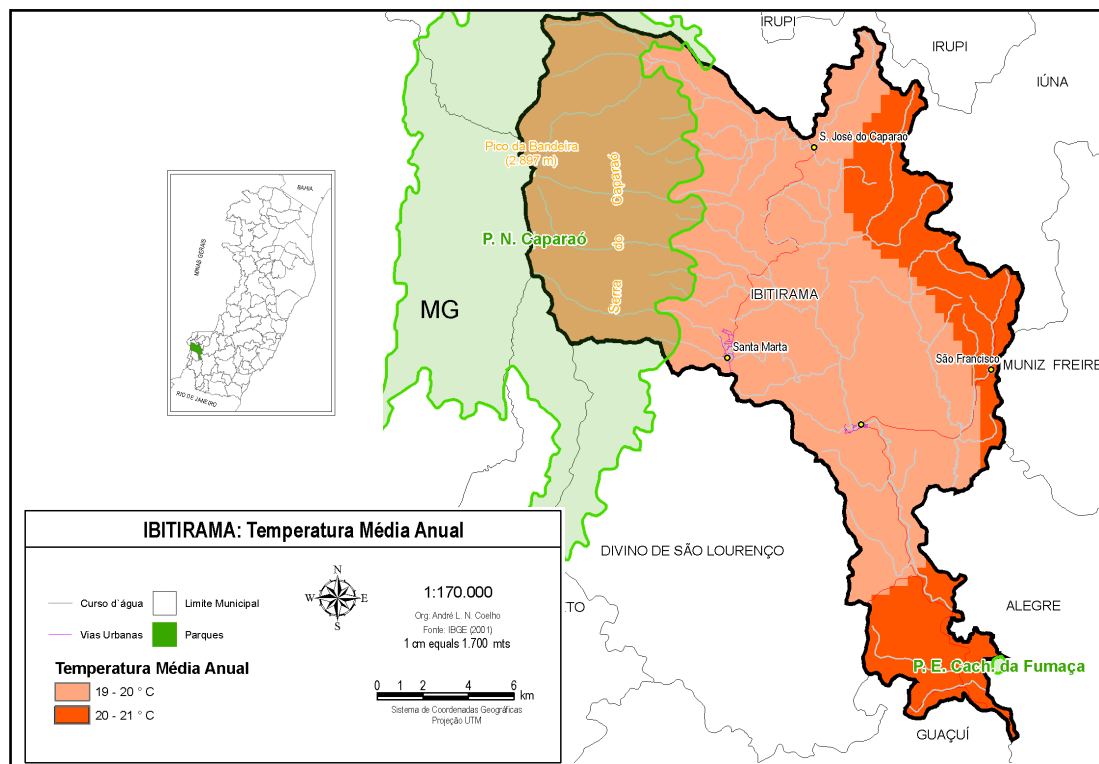 IRUPI
IRUPI
IÚNA
S. José do Caparaó
Pico da Bandeira
(2.897 m)
Serra do Caparaó
P. N. Caparaó
MG
IBITIRAMA
Santa Marta
São Francisco
MUNIZ FREIRE
DIVINO DE SÃO LOURENÇO
ALEGRE
P. E. Cach. da Fumaça
GUAÇUÍ
TO
BAHIA
MINAS GERAIS
RIO DE JANEIRO
IBITIRAMA: Temperatura Média Anual
Curso d`água
Limite Municipal
Vias Urbanas
Parques
N
W E
S
1:170.000
Org: André L. N. Coelho
Fonte: IBGE (2001)
1 cm equals 1.700 mts
Temperatura Média Anual
19 - 20 ° C
20 - 21 ° C
0 1 2 4 6
km
Sistema de Coordenadas Geográficas
Projeção UTM